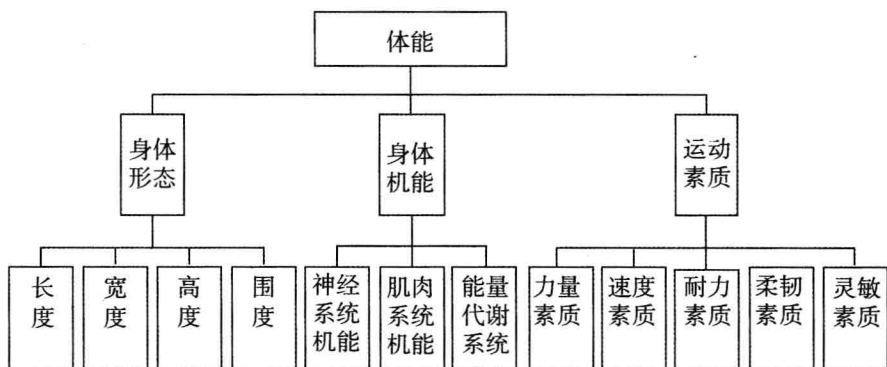 体能
身体
形态
身体
机能
运动
素质
长
度
宽
度
高
度
围
度
神经
系统
机能
肌肉
系统
机能
能量
代谢
系统
力量
素质
速度
素质
耐力
素质
柔韧
素质
灵敏
素质